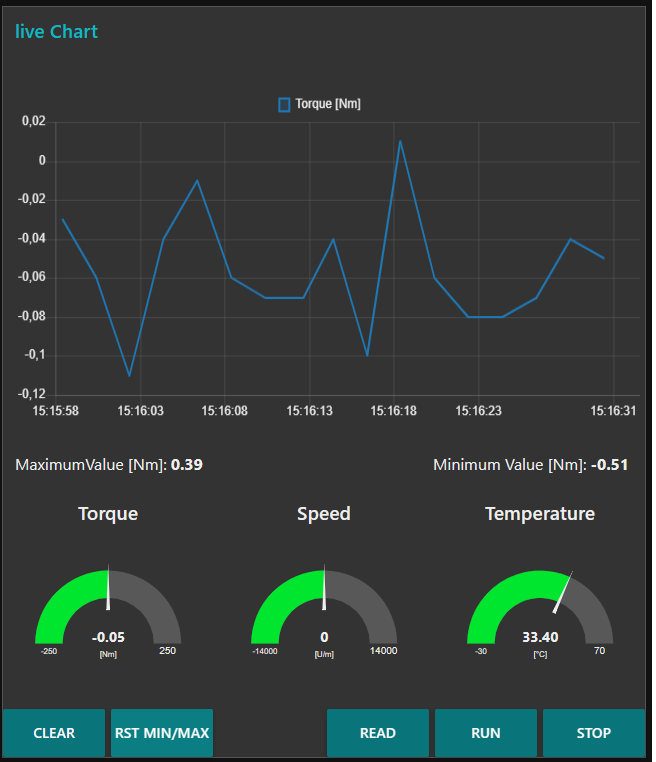 live Chart
Torque [Nm]
0,02
0
-0,02
-0,04
-0,06
-0,08
-0,1
-0,12
15:15:58 15:16:03 15:16:08 15:16:13 15:16:18 15:16:23 15:16:31
MaximumValue [Nm]: 0.39 Minimum Value [Nm]: -0.51
Torque Speed Temperature
-0.05 0 33.40
-250 [Nm] 250 -14000 [U/m] 14000 -30 [°C] 70
CLEAR RST MIN/MAX READ RUN STOP